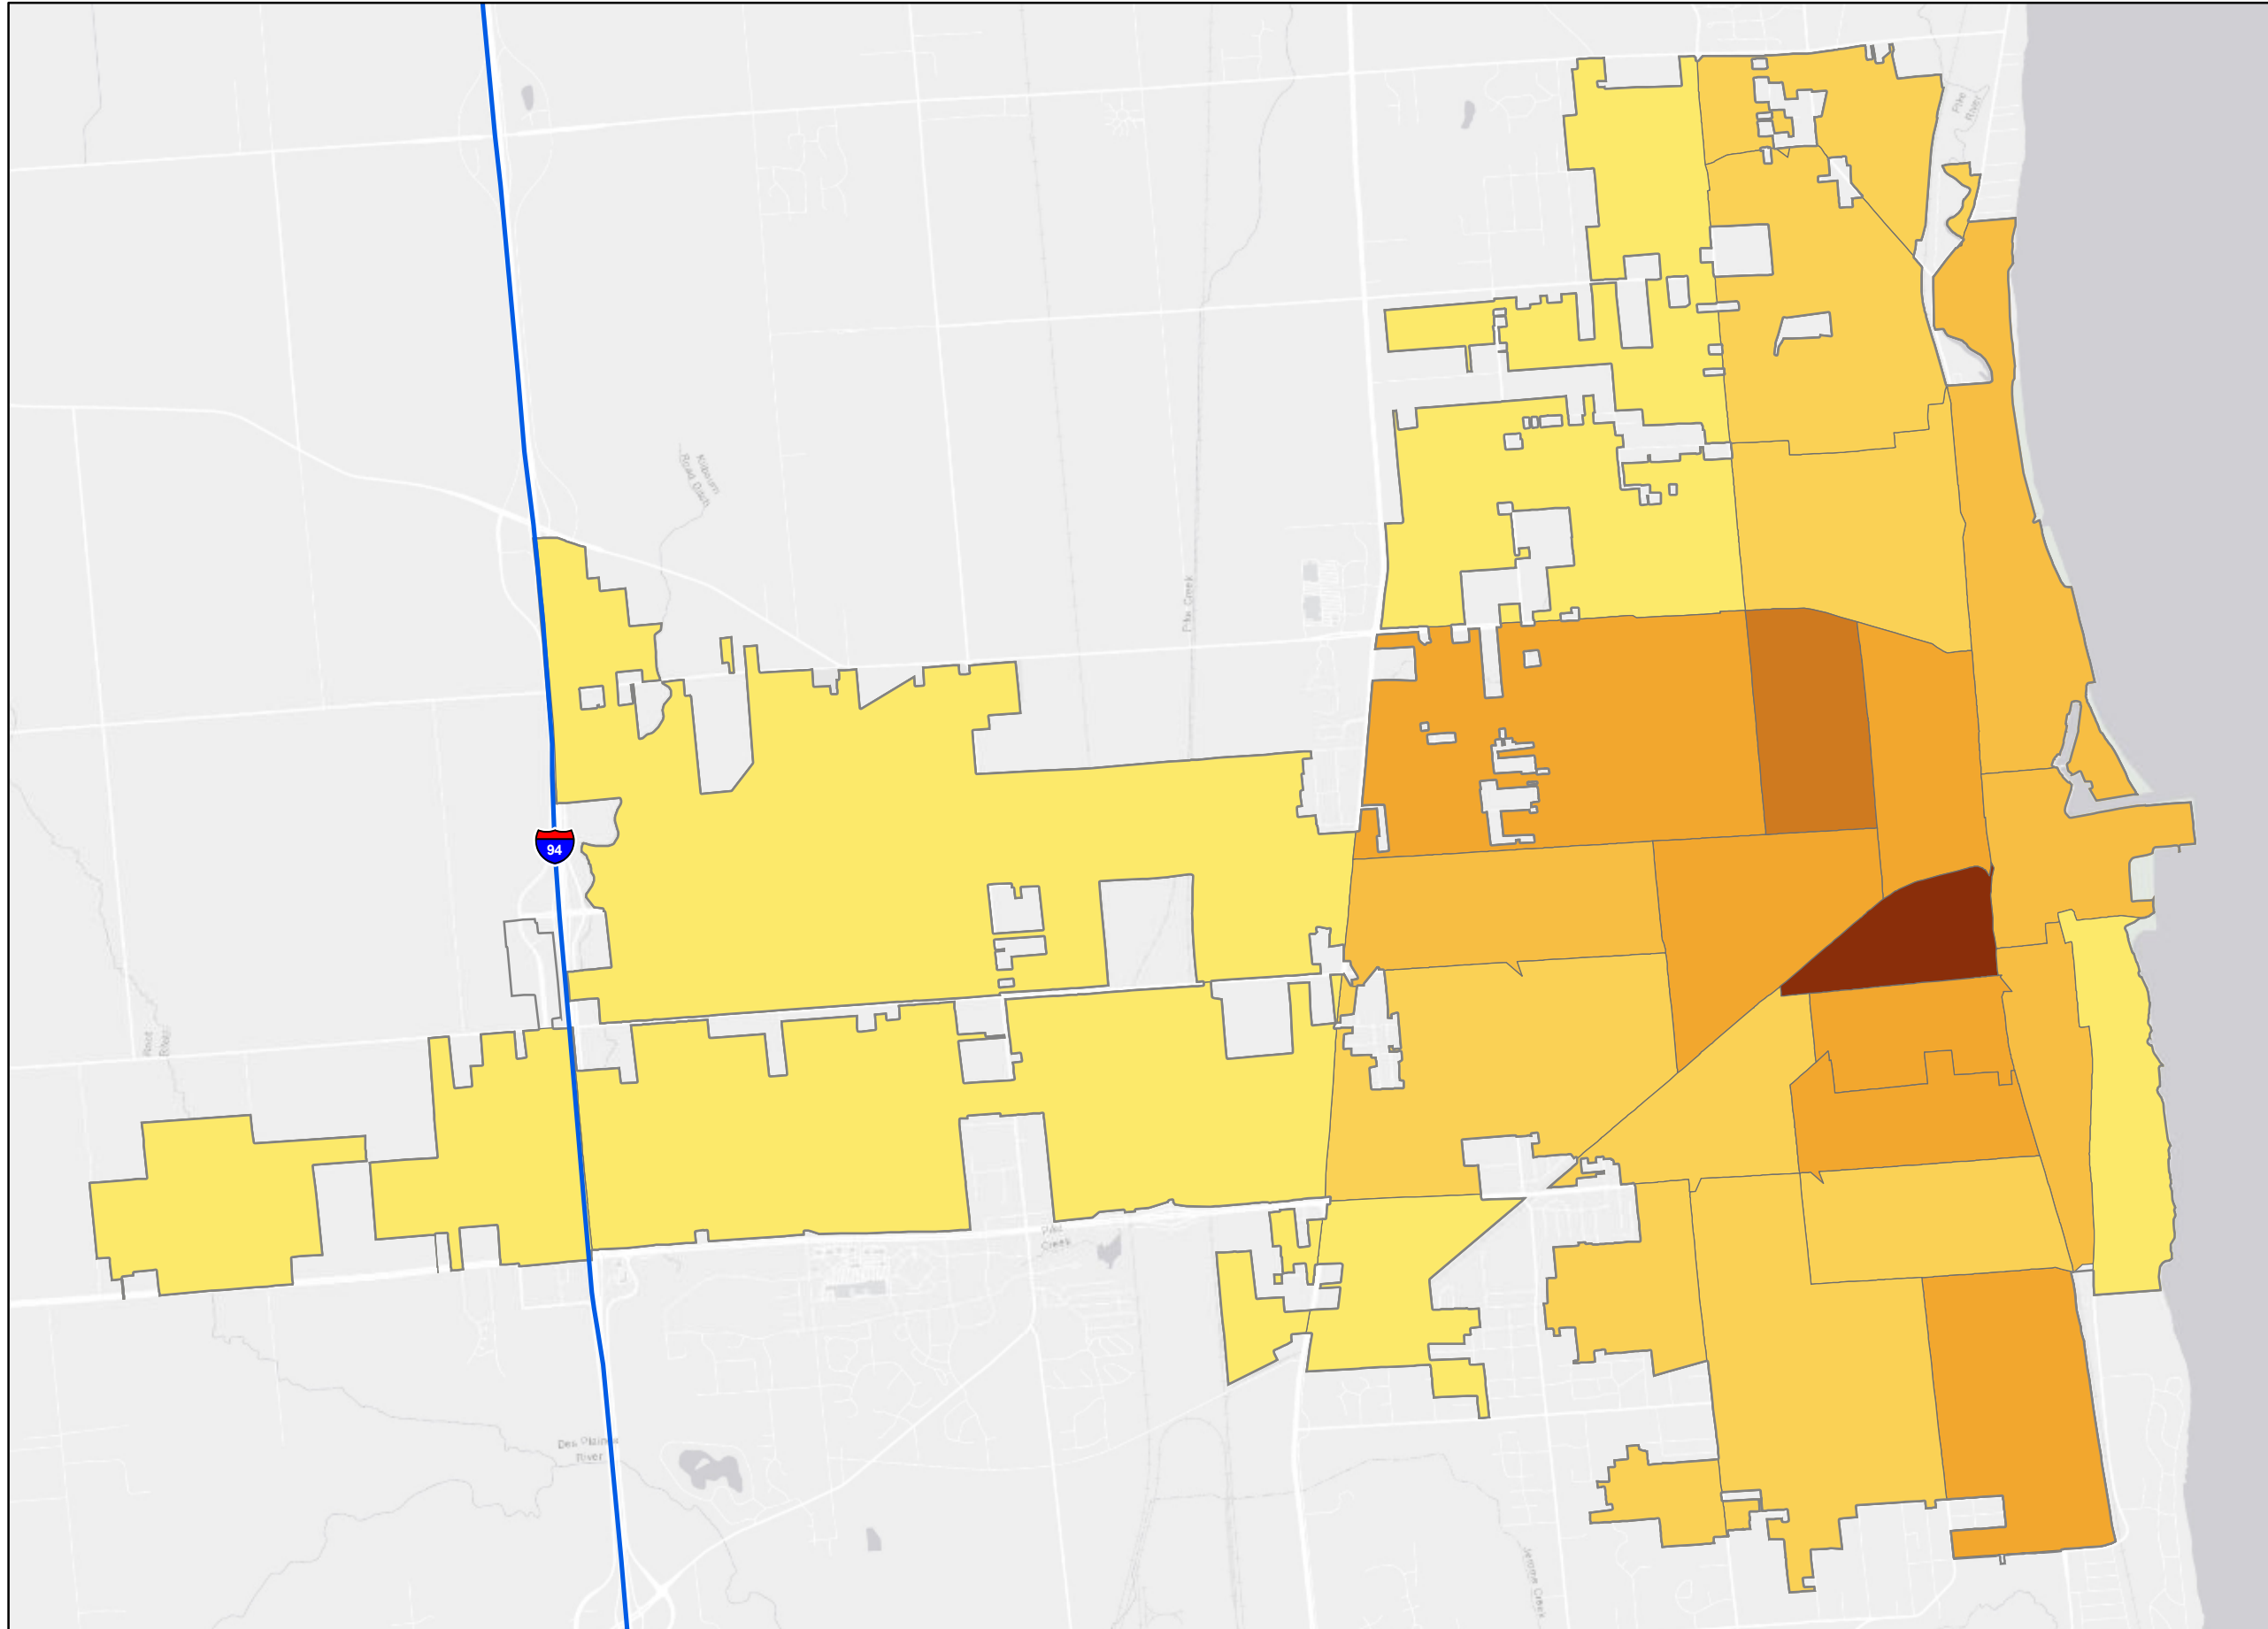 Pike
River
Kilbourn
Road Ditch
Pike Creek
94
Root
River
Pike
Creek
Des Plaines
River
Jerome Creek